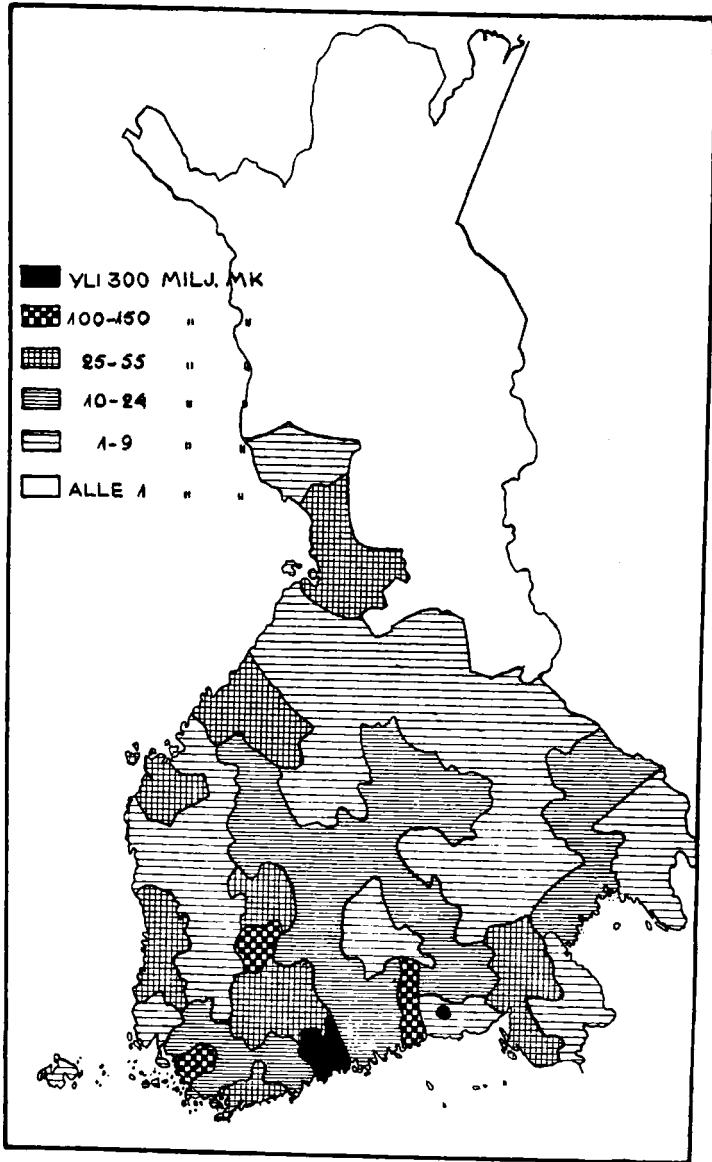 YLI 300 MILJ. MK
100-150 " "
25-55 " "
10-24 " "
1-9 " "
ALLE 1 " "